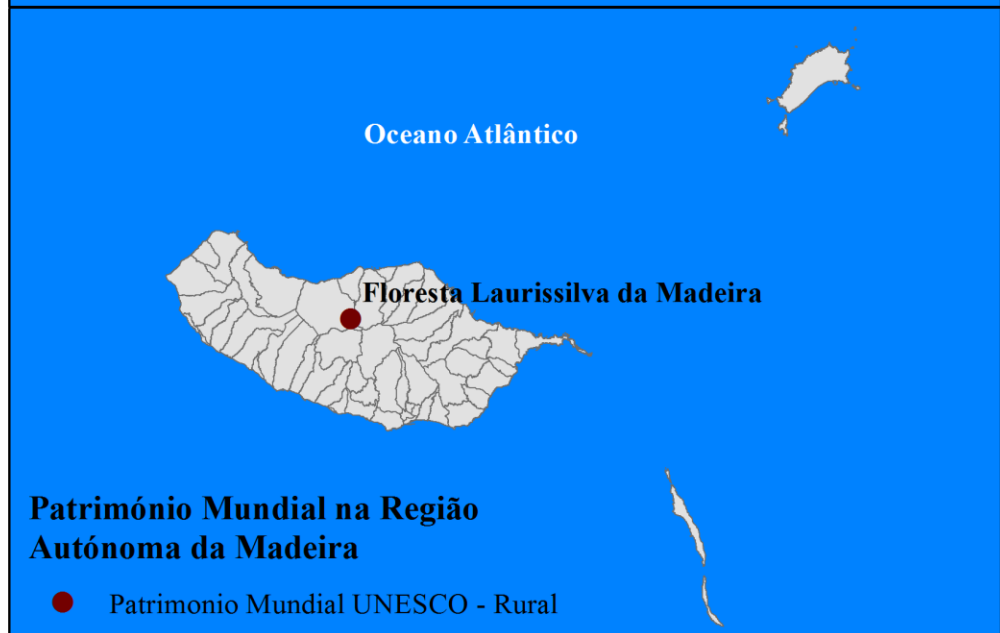 Oceano Atlântico
Floresta Laurissilva da Madeira
Património Mundial na Região
Autónoma da Madeira
Patrimonio Mundial UNESCO - Rural